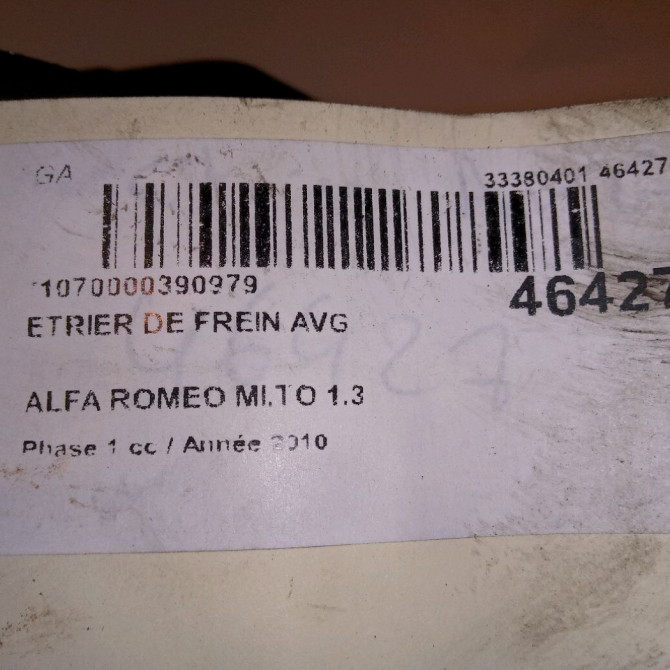 GA
33380401 46427
1070000390979
46427
ETRIER DE FREIN AVG
46427
ALFA ROMEO MI.TO 1.3
Phase 1 cc / Année 2010